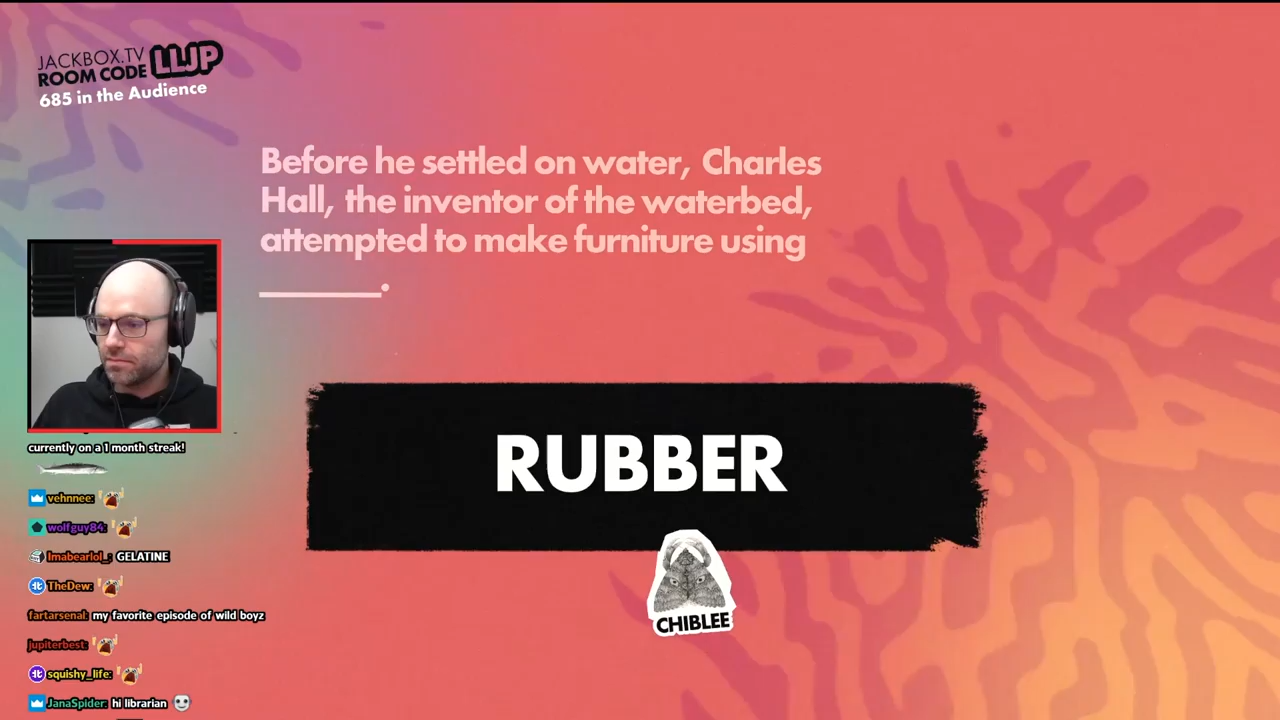 JACKBOX.TV
ROOM CODE LLJP
685 in the Audience
Before he settled on water, Charles
Hall, the inventor of the waterbed,
attempted to make furniture using
______.
RUBBER
CHIBLEE
currently on a 1 month streak!
vehnnee:
wolfguy84:
Imabearlol_: GELATINE
TheDew:
fartarsenal: my favorite episode of wild boyz
jupiterbest:
squishy_life:
JanaSpider: hi librarian